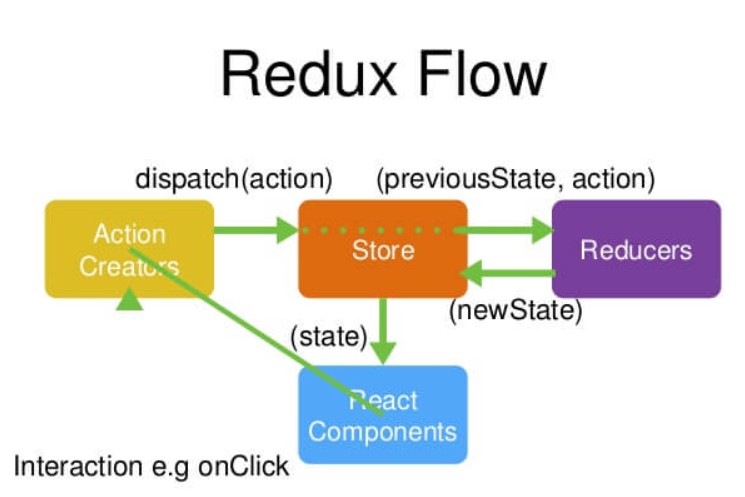 Redux Flow
dispatch(action)
(previousState, action)
Action
Creators
Store
Reducers
(newState)
(state)
React
Components
Interaction e.g onClick